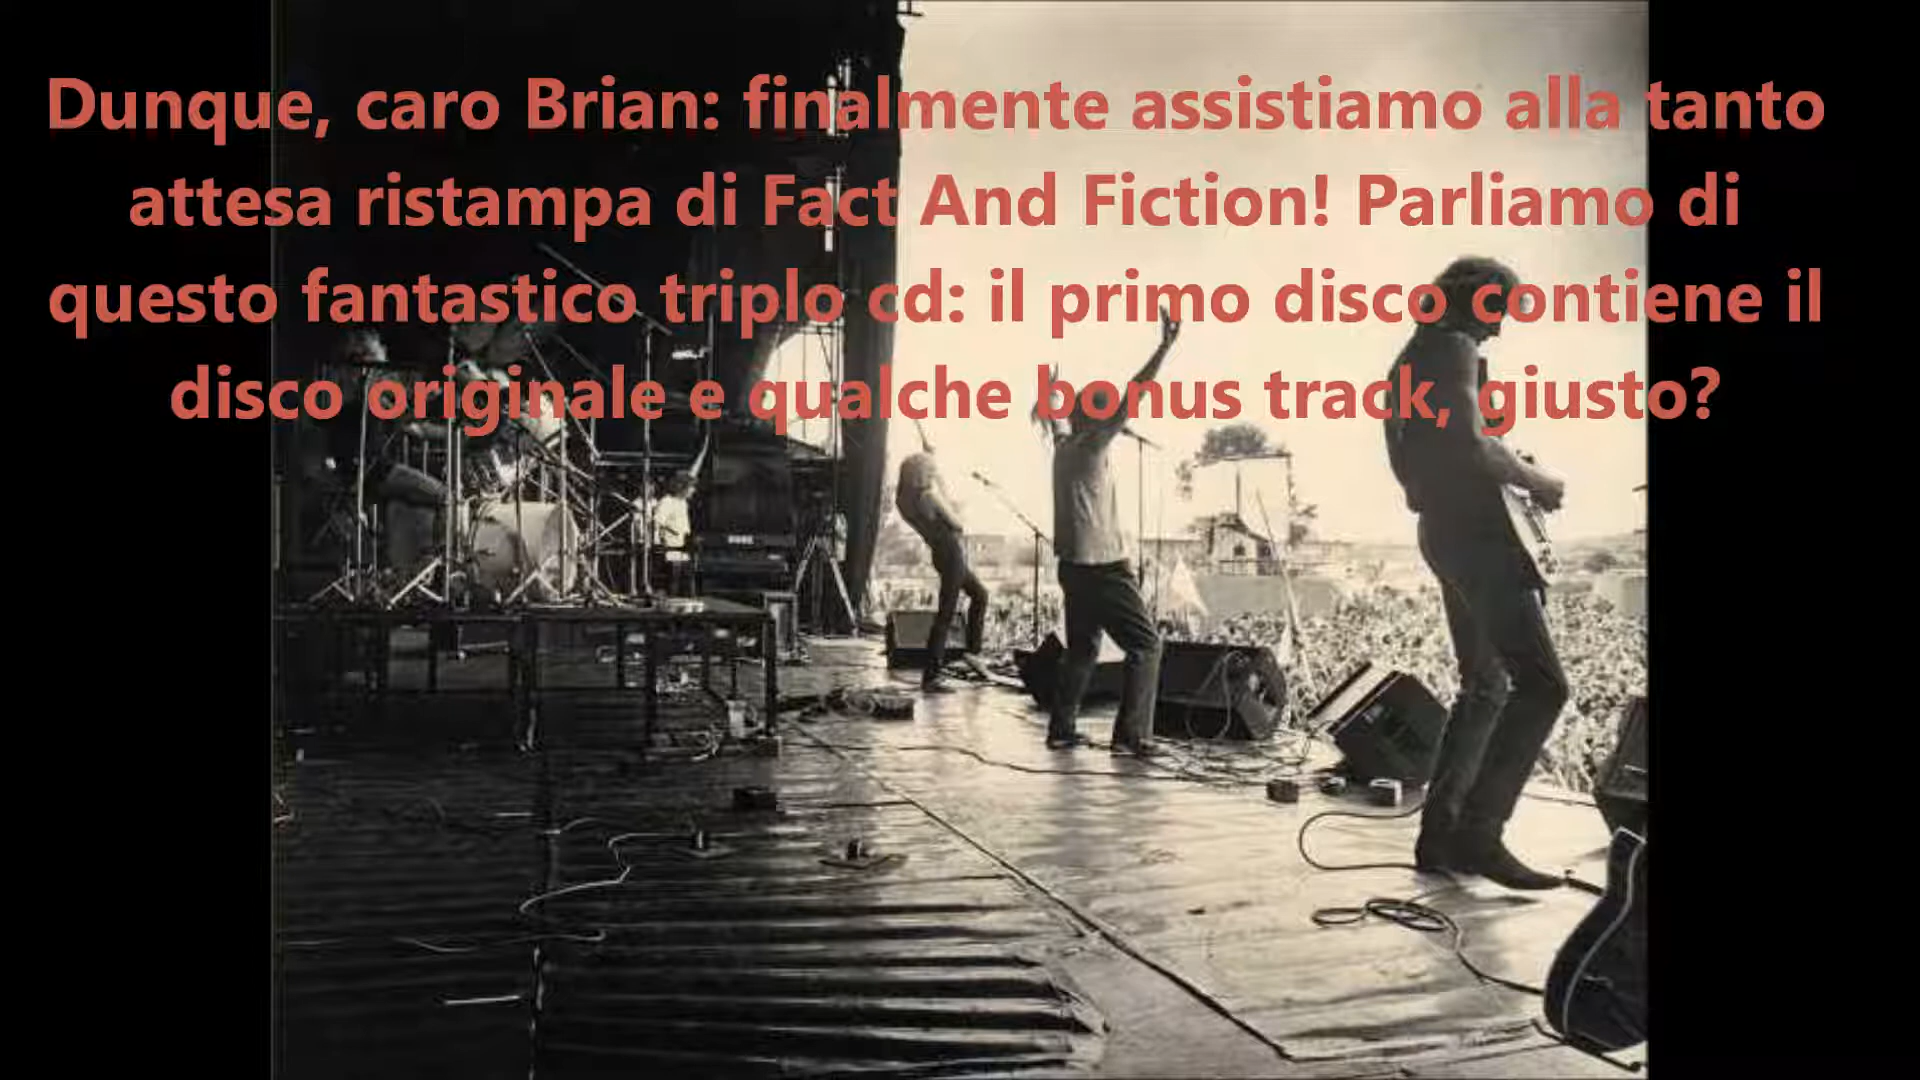 Dunque, caro Brian: finalmente assistiamo alla tanto
attesa ristampa di Fact And Fiction! Parliamo di
questo fantastico triplo cd: il primo disco contiene il
disco originale e qualche bonus track, giusto?